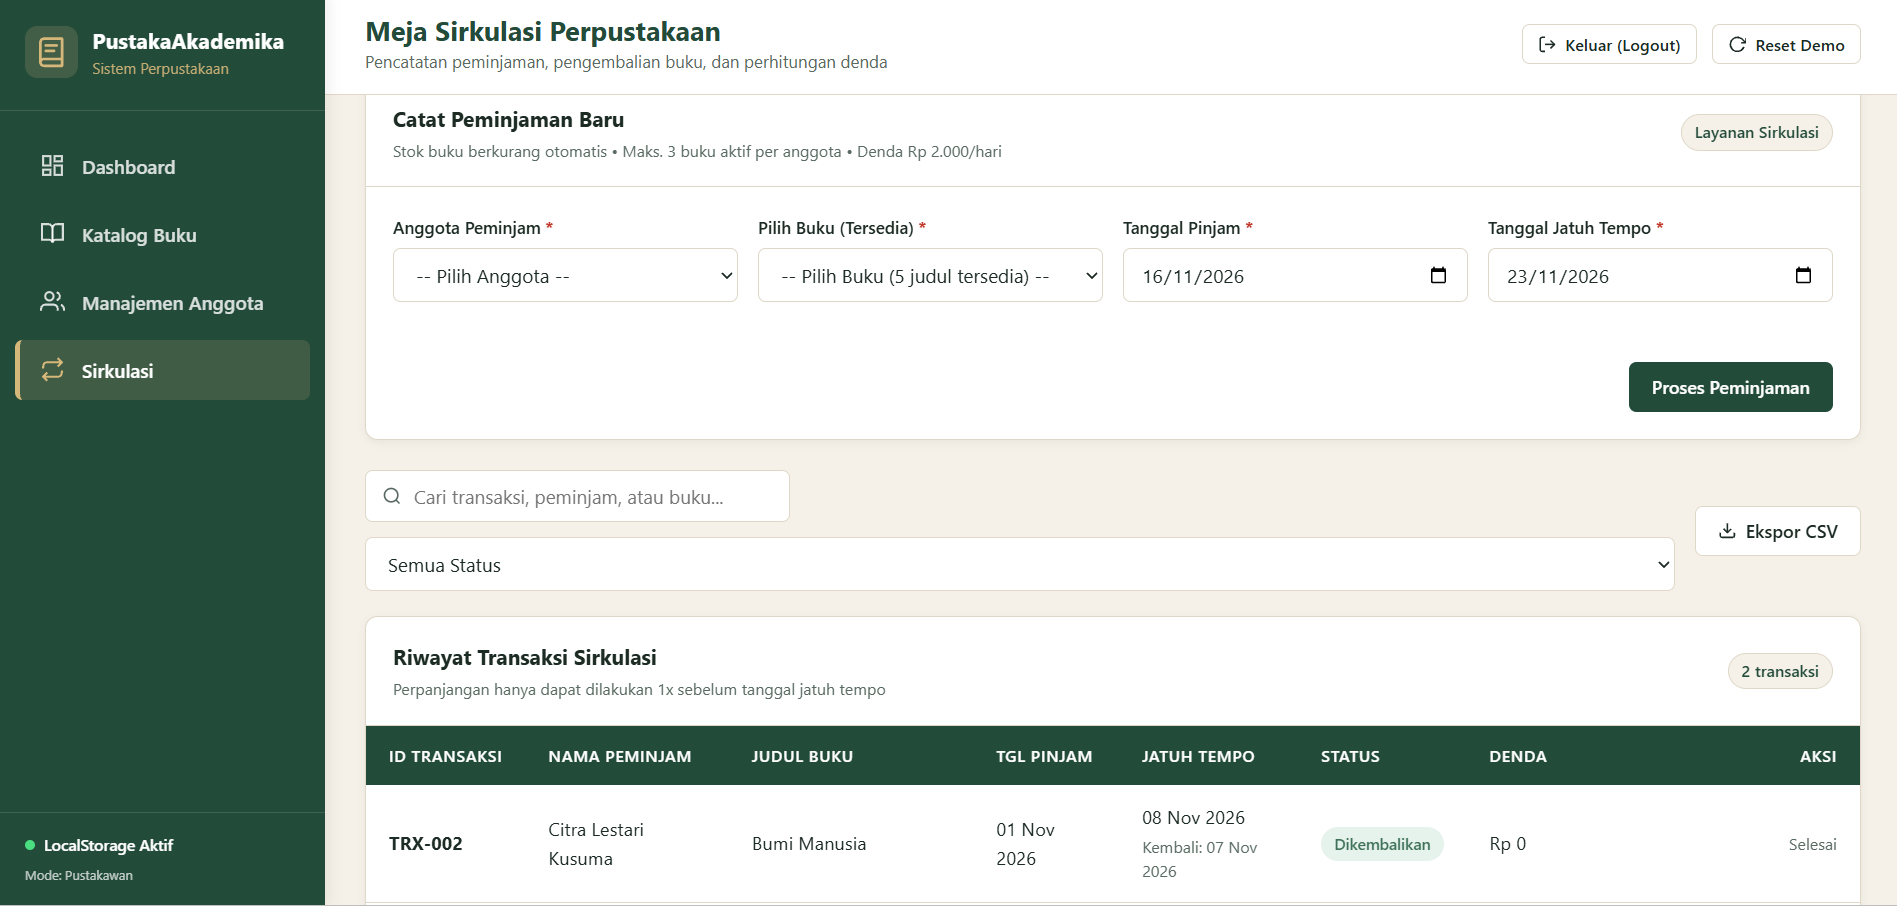 PustakaAkademika
Sistem Perpustakaan
Dashboard
Katalog Buku
Manajemen Anggota
Sirkulasi
LocalStorage Aktif
Mode: Pustakawan
Meja Sirkulasi Perpustakaan
Pencatatan peminjaman, pengembalian buku, dan perhitungan denda
Keluar (Logout)
Reset Demo
Catat Peminjaman Baru
Stok buku berkurang otomatis • Maks. 3 buku aktif per anggota • Denda Rp 2.000/hari
Layanan Sirkulasi
Anggota Peminjam *
-- Pilih Anggota --
Pilih Buku (Tersedia) *
-- Pilih Buku (5 judul tersedia) --
Tanggal Pinjam *
16/11/2026
Tanggal Jatuh Tempo *
23/11/2026
Proses Peminjaman
Cari transaksi, peminjam, atau buku...
Semua Status
Ekspor CSV
Riwayat Transaksi Sirkulasi
Perpanjangan hanya dapat dilakukan 1x sebelum tanggal jatuh tempo
2 transaksi
ID TRANSAKSI NAMA PEMINJAM JUDUL BUKU TGL PINJAM JATUH TEMPO STATUS DENDA AKSI
TRX-002
Citra Lestari
Kusuma
Bumi Manusia
01 Nov
2026
08 Nov 2026
Kembali: 07 Nov
2026
Dikembalikan
Rp 0
Selesai